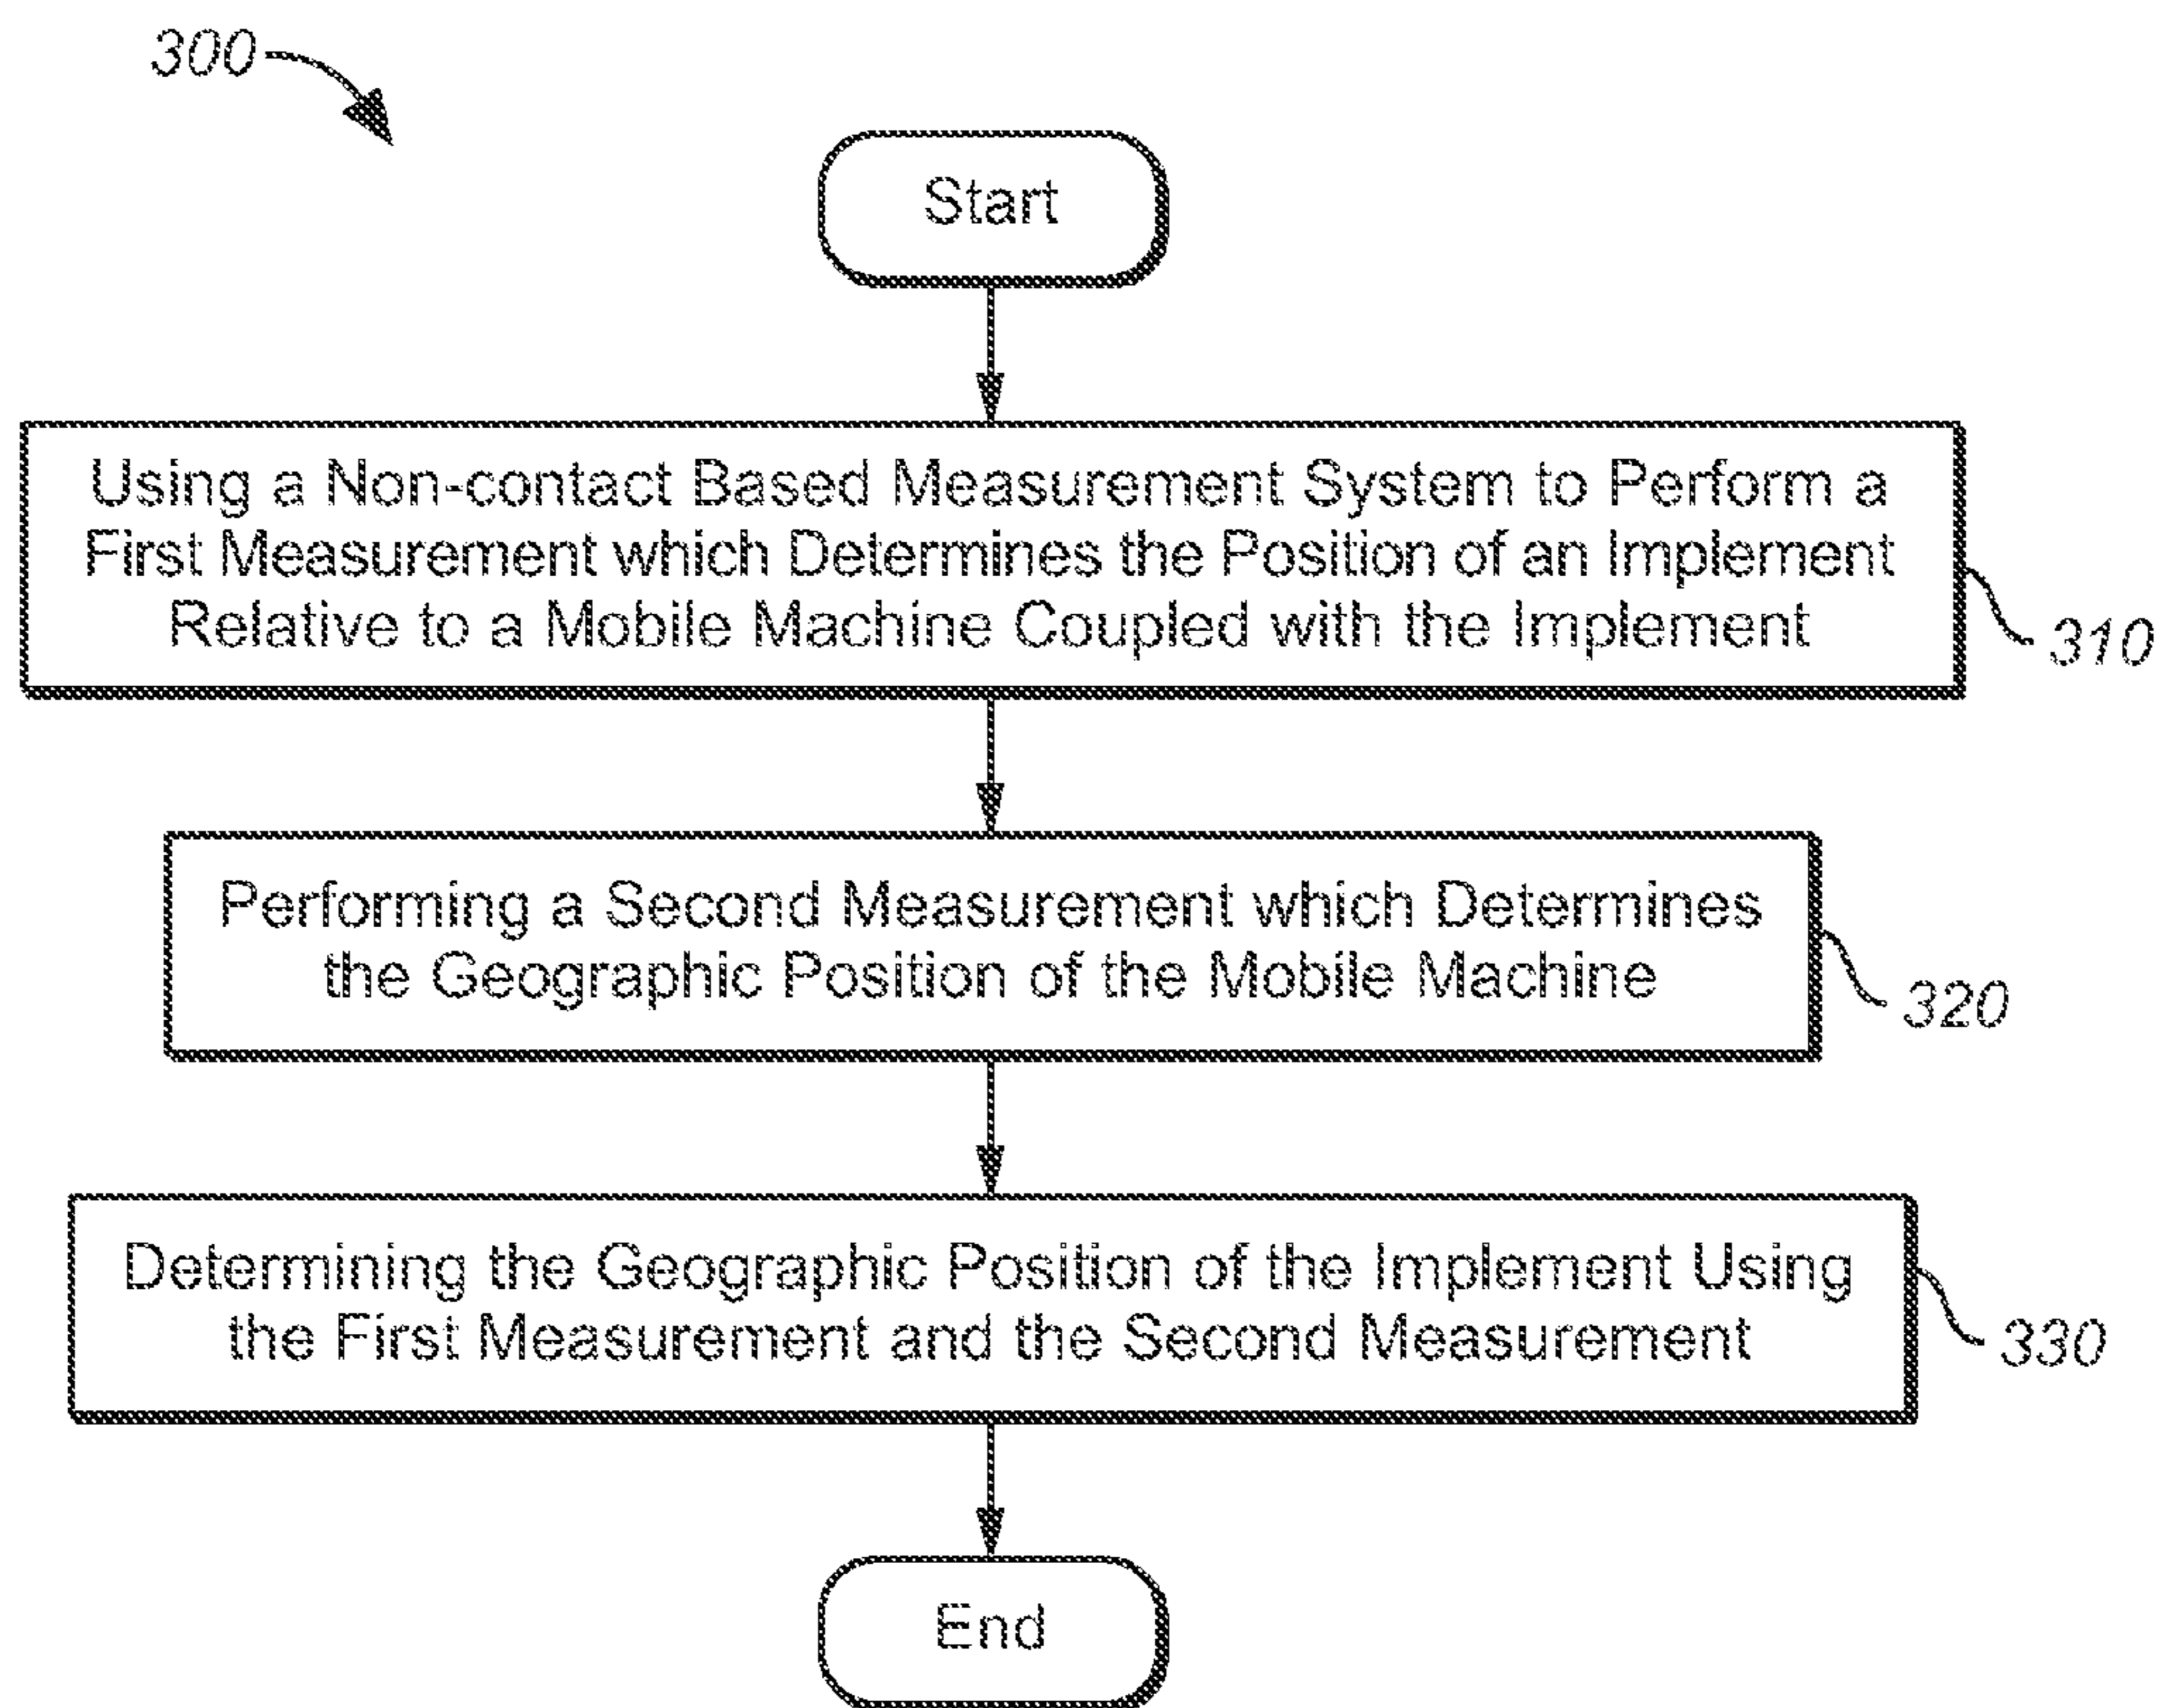 300
Start
Using a Non-contact Based Measurement System to Perform a
First Measurement which Determines the Position of an Implement
Relative to a Mobile Machine Coupled with the Implement
310
Performing a Second Measurement which Determines
the Geographic Position of the Mobile Machine
320
Determining the Geographic Position of the Implement Using
the First Measurement and the Second Measurement
330
End